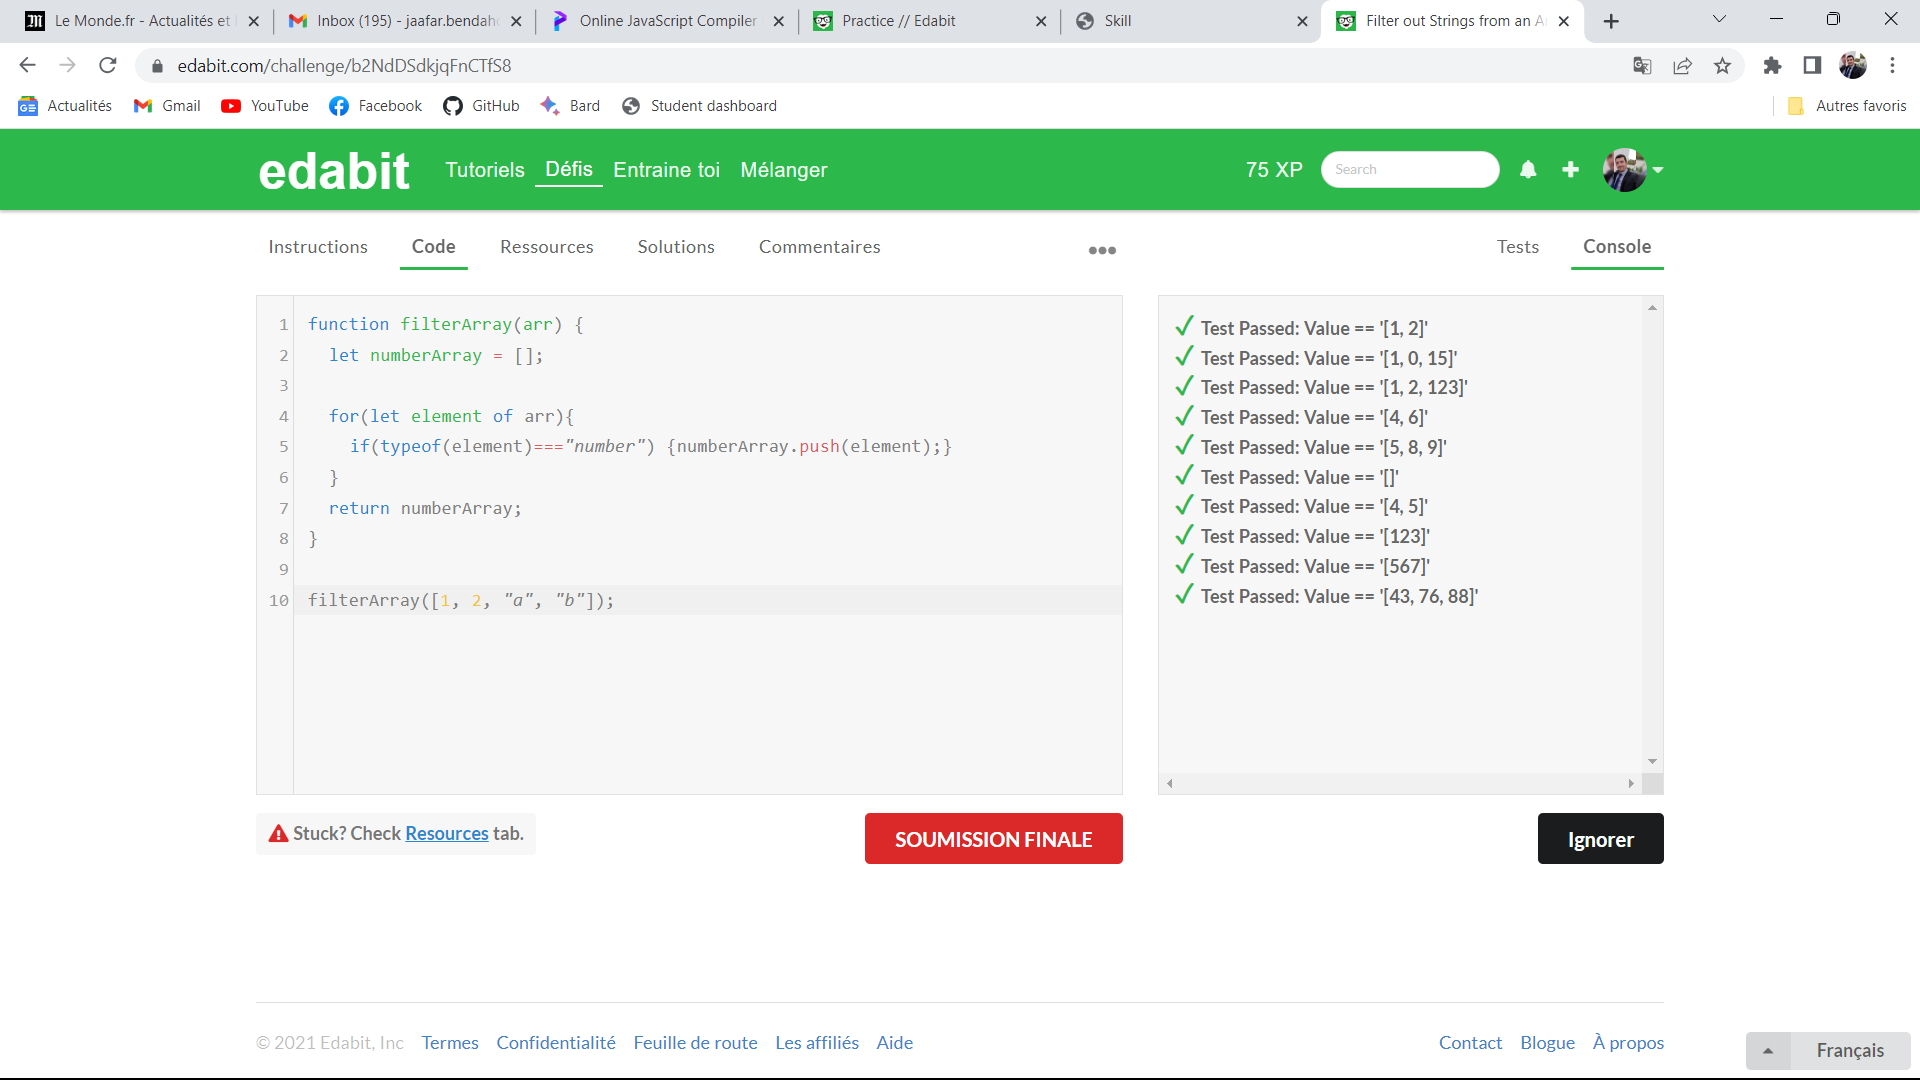 Le Monde.fr - Actualités et
Inbox (195) - jaafar.bendah
Online JavaScript Compiler
Practice // Edabit
Skill
Filter out Strings from an A
edabit.com/challenge/b2NdDSdkjqFnCTfS8
Actualités
Gmail
YouTube
Facebook
GitHub
Bard
Student dashboard
Autres favoris
edabit
Tutoriels
Défis
Entraine toi
Mélanger
75 XP
Search
Instructions
Code
Ressources
Solutions
Commentaires
Tests
Console
1 function filterArray(arr) {
2 let numberArray = [];
3
4 for(let element of arr){
5 if(typeof(element)==="number") {numberArray.push(element);}
6 }
7 return numberArray;
8 }
9
10 filterArray([1, 2, "a", "b"]);
Test Passed: Value == '[1, 2]'
Test Passed: Value == '[1, 0, 15]'
Test Passed: Value == '[1, 2, 123]'
Test Passed: Value == '[4, 6]'
Test Passed: Value == '[5, 8, 9]'
Test Passed: Value == '[]'
Test Passed: Value == '[4, 5]'
Test Passed: Value == '[123]'
Test Passed: Value == '[567]'
Test Passed: Value == '[43, 76, 88]'
Stuck? Check Resources tab.
SOUMISSION FINALE
Ignorer
© 2021 Edabit, Inc
Termes
Confidentialité
Feuille de route
Les affiliés
Aide
Contact
Blogue
À propos
Français